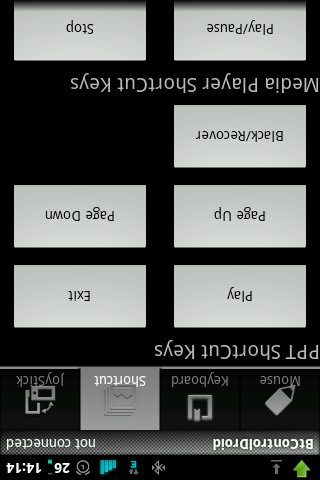 26 14:14
BtControlDroid not connected
Mouse Keyboard Shortcut JoyStick
PPT ShortCut Keys
Play Exit
Page Up Page Down
Black/Recover
Media Player ShortCut Keys
Play/Pause Stop